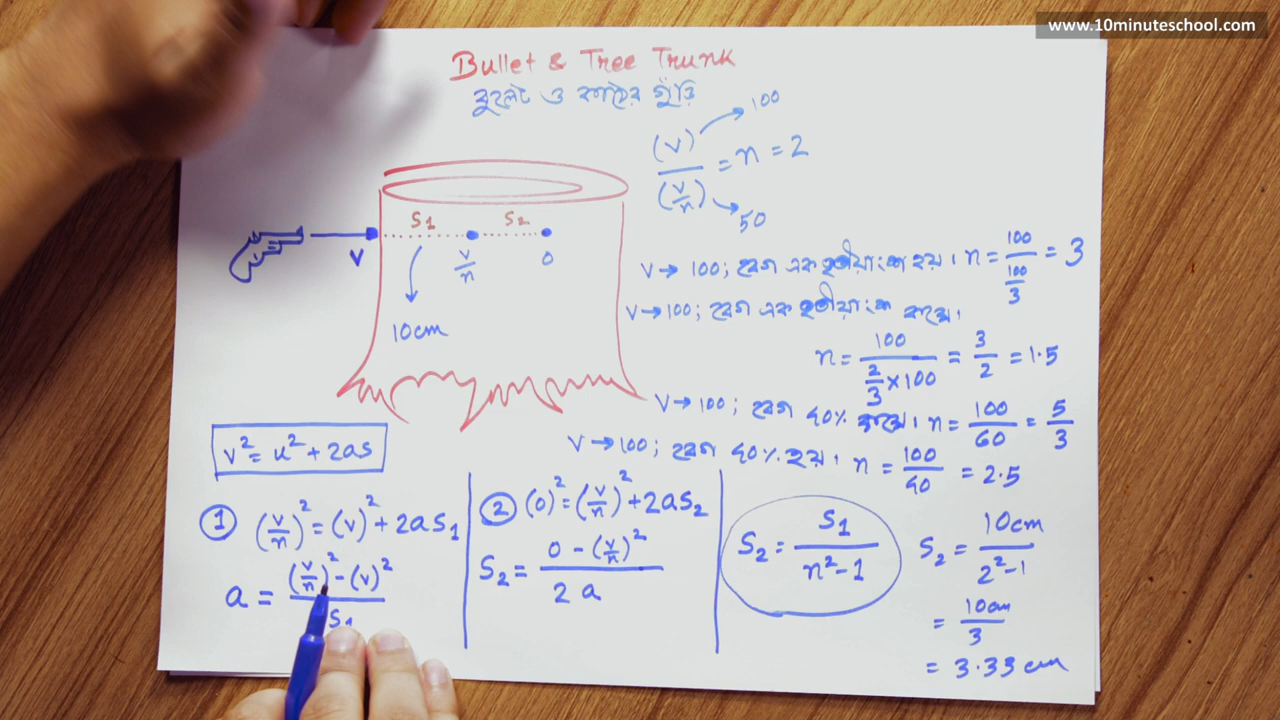 www.10minuteschool.com
Bullet & Tree Trunk
বুলেট ও কাঠের গুঁড়ি
(v) / (v/n) = n = 2
100
50
S₁ S₂
V v/n 0
10cm
V → 100; বেগ এক তৃতীয়াংশ হয়। n = 100 / (100/3) = 3
V → 100; বেগ এক তৃতীয়াংশ কমে।
n = 100 / (2/3 × 100) = 3/2 = 1.5
V → 100; বেগ 40% কমে। n = 100/60 = 5/3
V → 100; বেগ 40% হয়। n = 100/40 = 2.5
v² = u² + 2as
① (v/n)² = (v)² + 2as₁
a = ((v/n)² - (v)²) / S₁
② (0)² = (v/n)² + 2as₂
S₂ = (0 - (v/n)²) / 2a
S₂ = S₁ / (n² - 1)
S₂ = 10cm / (2² - 1)
= 10cm / 3
= 3.33 cm